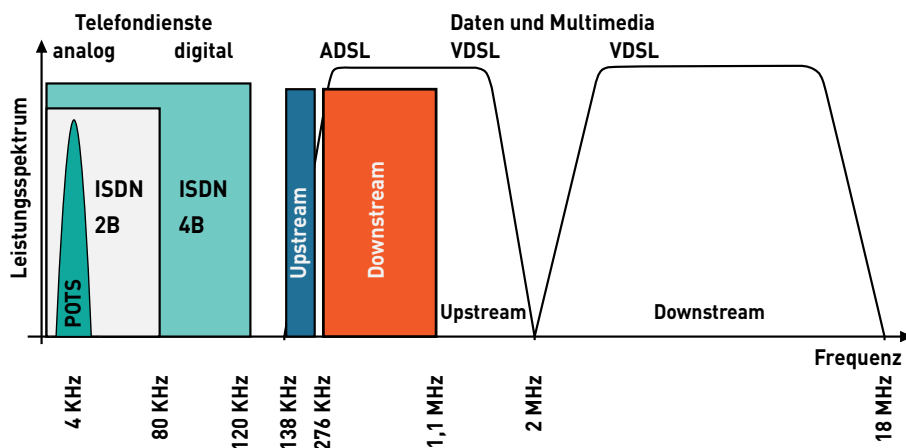 Telefondienste
Daten und Multimedia
analog
digital
ADSL
VDSL
VDSL
Leistungsspektrum
POTS
ISDN
2B
ISDN
4B
Upstream
Downstream
Upstream
Downstream
Frequenz
4 KHz
80 KHz
120 KHz
138 KHz
276 KHz
1,1 MHz
2 MHz
18 MHz